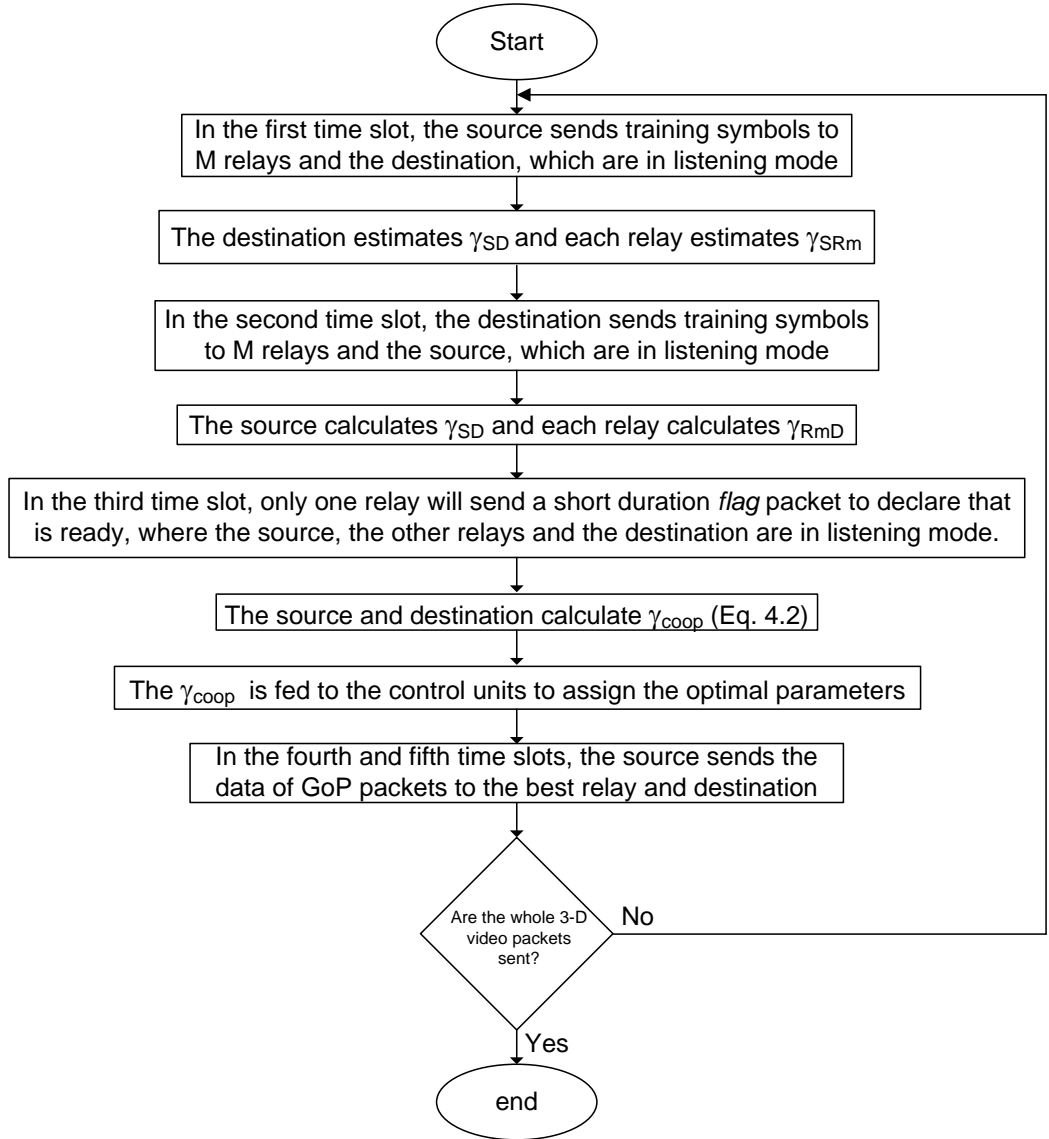 Start
In the first time slot, the source sends training symbols to
M relays and the destination, which are in listening mode
The destination estimates γSD and each relay estimates γSRm
In the second time slot, the destination sends training symbols
to M relays and the source, which are in listening mode
The source calculates γSD and each relay calculates γRmD
In the third time slot, only one relay will send a short duration flag packet to declare that
is ready, where the source, the other relays and the destination are in listening mode.
The source and destination calculate γcoop (Eq. 4.2)
The γcoop is fed to the control units to assign the optimal parameters
In the fourth and fifth time slots, the source sends the
data of GoP packets to the best relay and destination
Are the whole 3-D
video packets
sent?
No
Yes
end